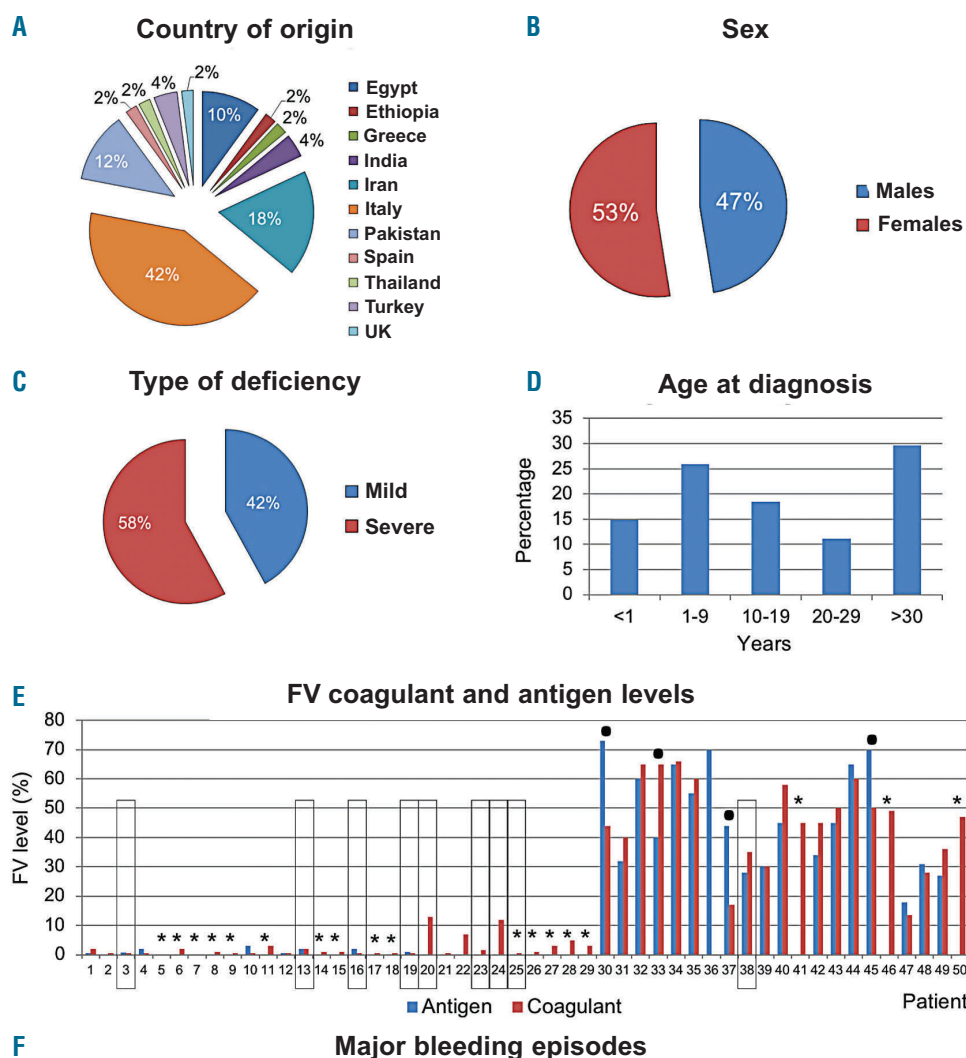 A Country of origin
2%
4%
2%
2%
10%
2%
2%
4%
18%
42%
12%
Egypt
Ethiopia
Greece
India
Iran
Italy
Pakistan
Spain
Thailand
Turkey
UK
B Sex
53%
47%
Males
Females
C Type of deficiency
58%
42%
Mild
Severe
D Age at diagnosis
Percentage
35
30
25
20
15
10
5
0
<1 1-9 10-19 20-29 >30
Years
E FV coagulant and antigen levels
FV level (%)
80
70
60
50
40
30
20
10
0
* * * * * * * * * * * * * * * * * *
1 2 3 4 5 6 7 8 9 10 11 12 13 14 15 16 17 18 19 20 21 22 23 24 25 26 27 28 29 30 31 32 33 34 35 36 37 38 39 40 41 42 43 44 45 46 47 48 49 50
Antigen Coagulant Patient
F Major bleeding episodes